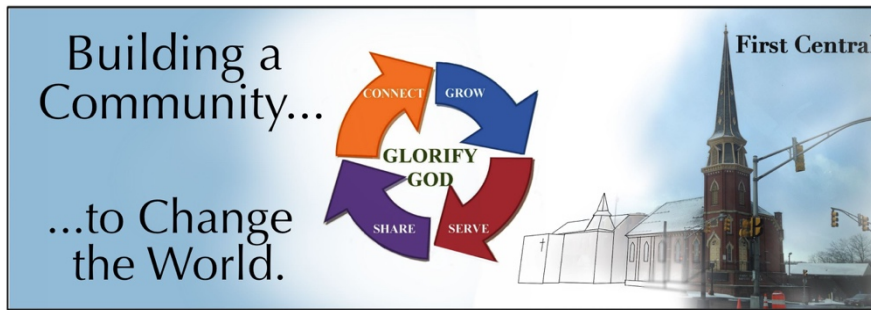 Building a
Community...
...to Change
the World.
CONNECT
GROW
GLORIFY
GOD
SHARE
SERVE
First Central